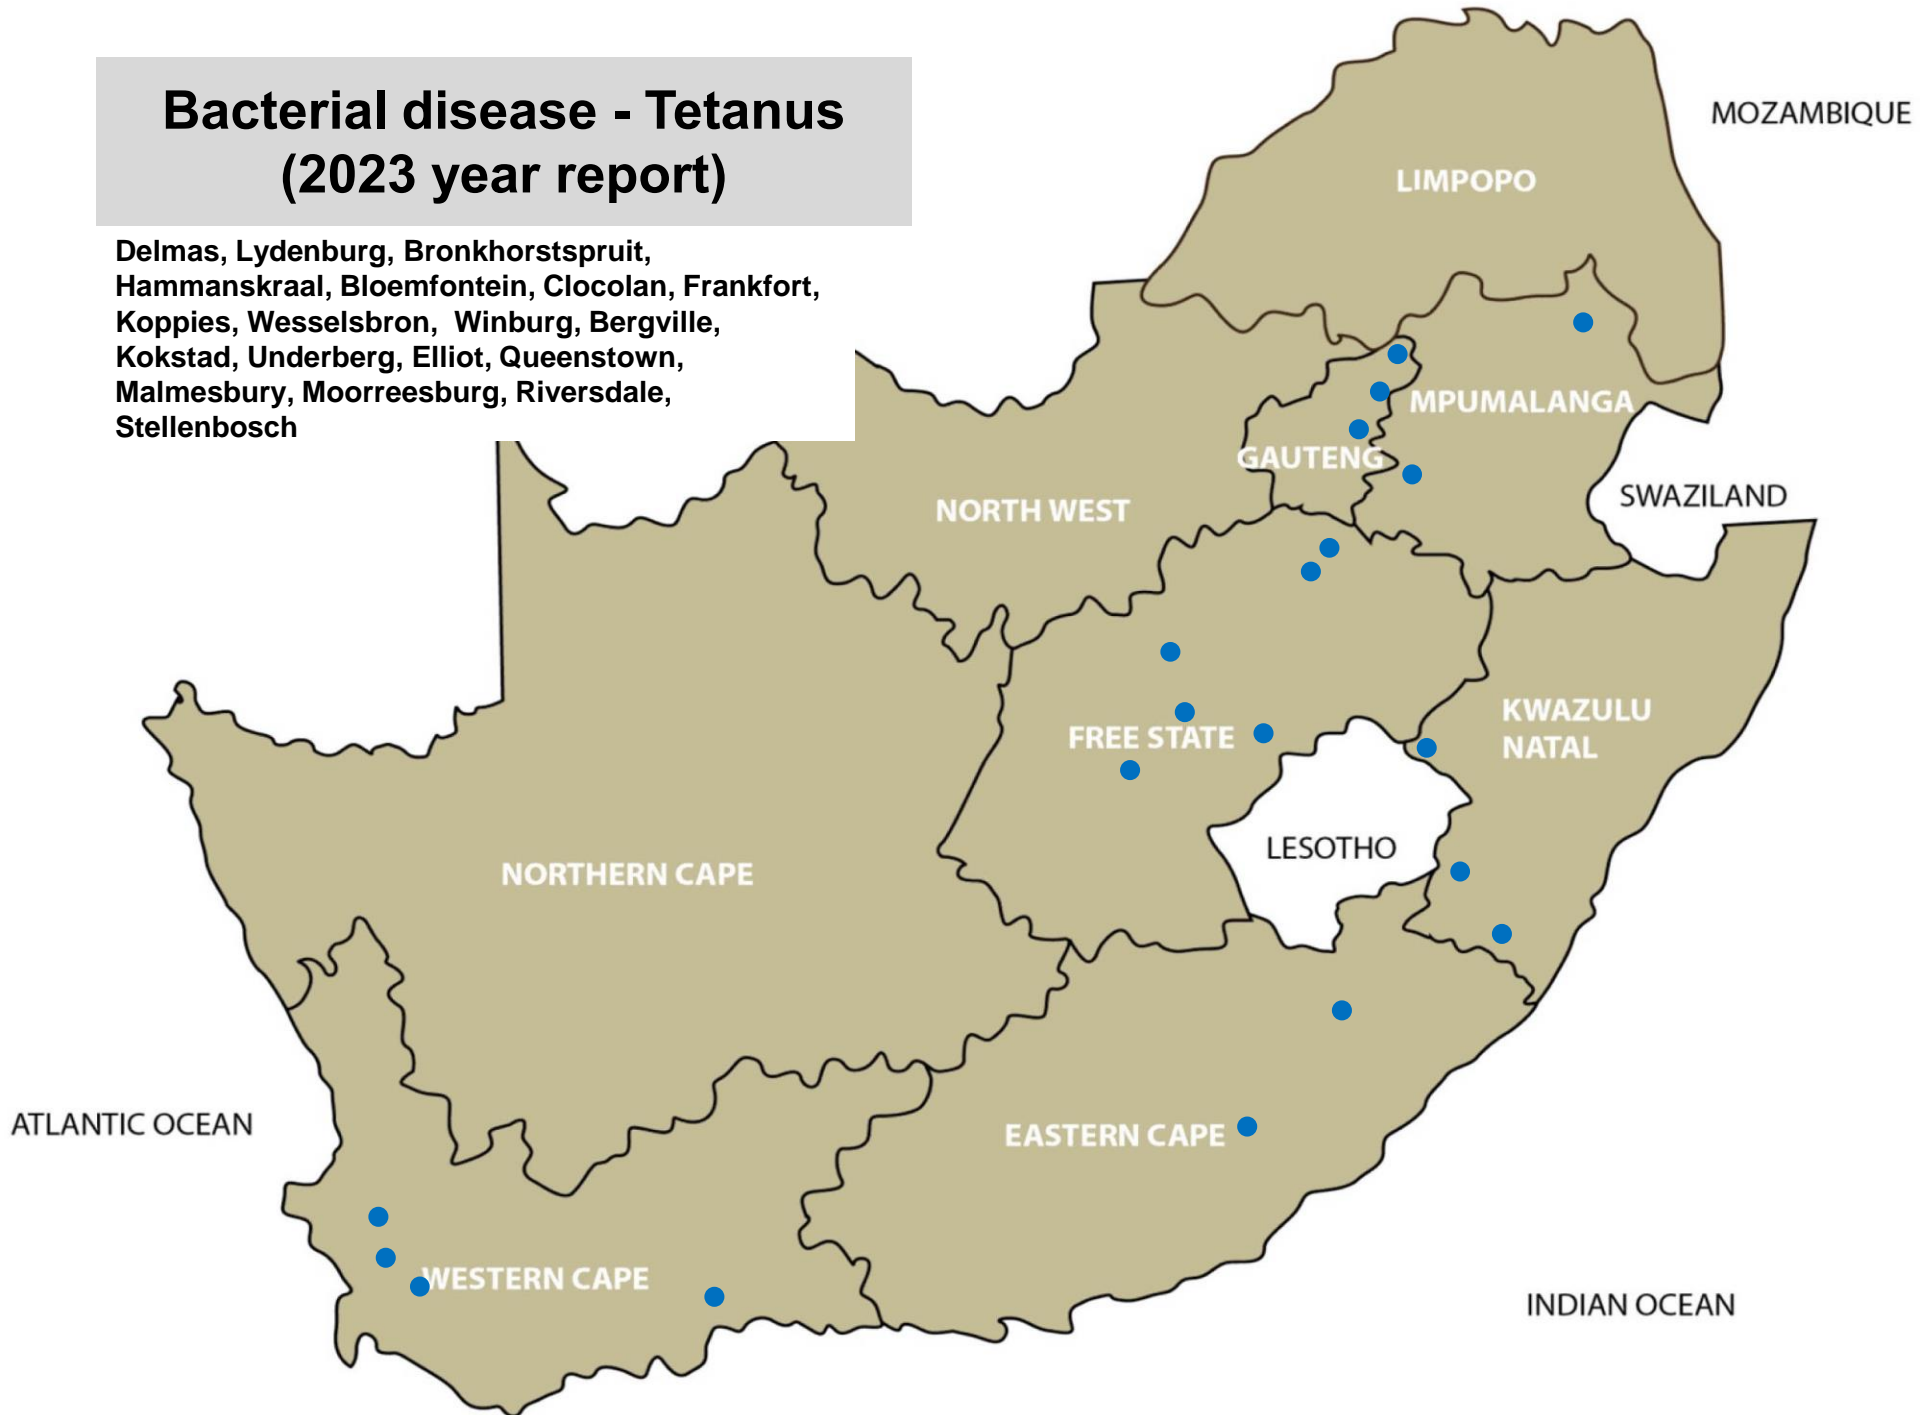 Bacterial disease - Tetanus
(2023 year report)
Delmas, Lydenburg, Bronkhorstspruit,
Hammanskraal, Bloemfontein, Clocolan, Frankfort,
Koppies, Wesselsbron, Winburg, Bergville,
Kokstad, Underberg, Elliot, Queenstown,
Malmesbury, Moorreesburg, Riversdale,
Stellenbosch
MOZAMBIQUE
LIMPOPO
MPUMALANGA
GAUTENG
SWAZILAND
NORTH WEST
KWAZULU
NATAL
FREE STATE
LESOTHO
NORTHERN CAPE
ATLANTIC OCEAN
EASTERN CAPE
WESTERN CAPE
INDIAN OCEAN